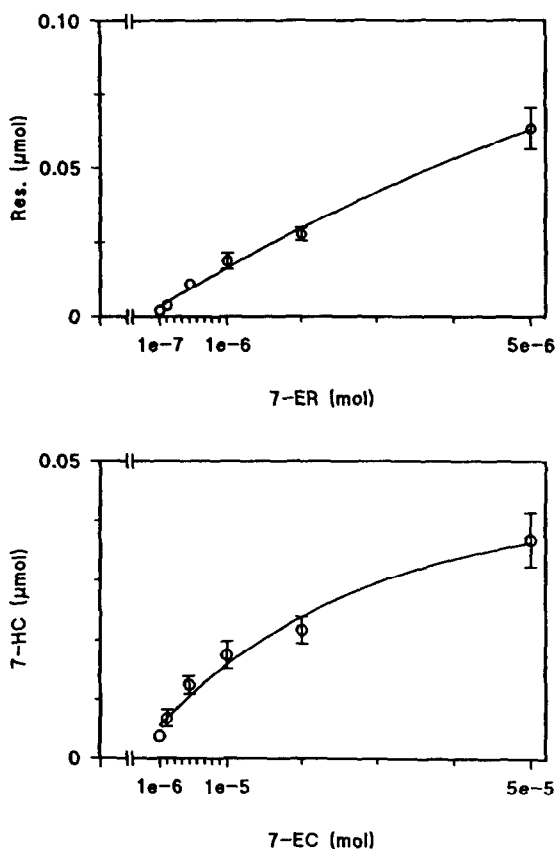 0.10
0.05
0
Res. (μmol)
1e-7 1e-6 5e-6
7-ER (mol)
0.05
0
7-HC (μmol)
1e-6 1e-5 5e-5
7-EC (mol)